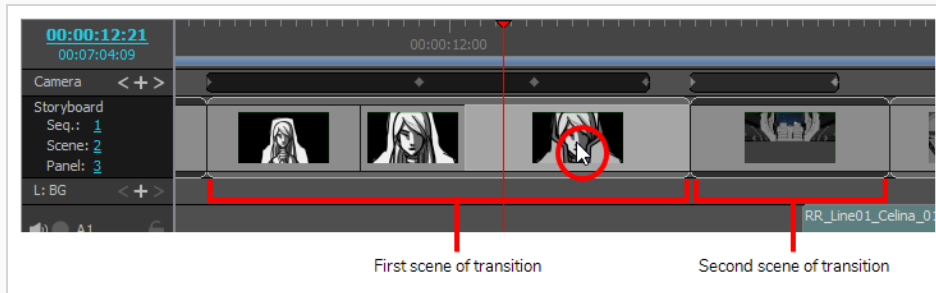 00:00:12:21
00:07:04:09
00:00:12:00
Camera < + >
Storyboard
Seq.: 1
Scene: 2
Panel: 3
L: BG < + >
A1
RR_Line01_Celina_01
First scene of transition
Second scene of transition